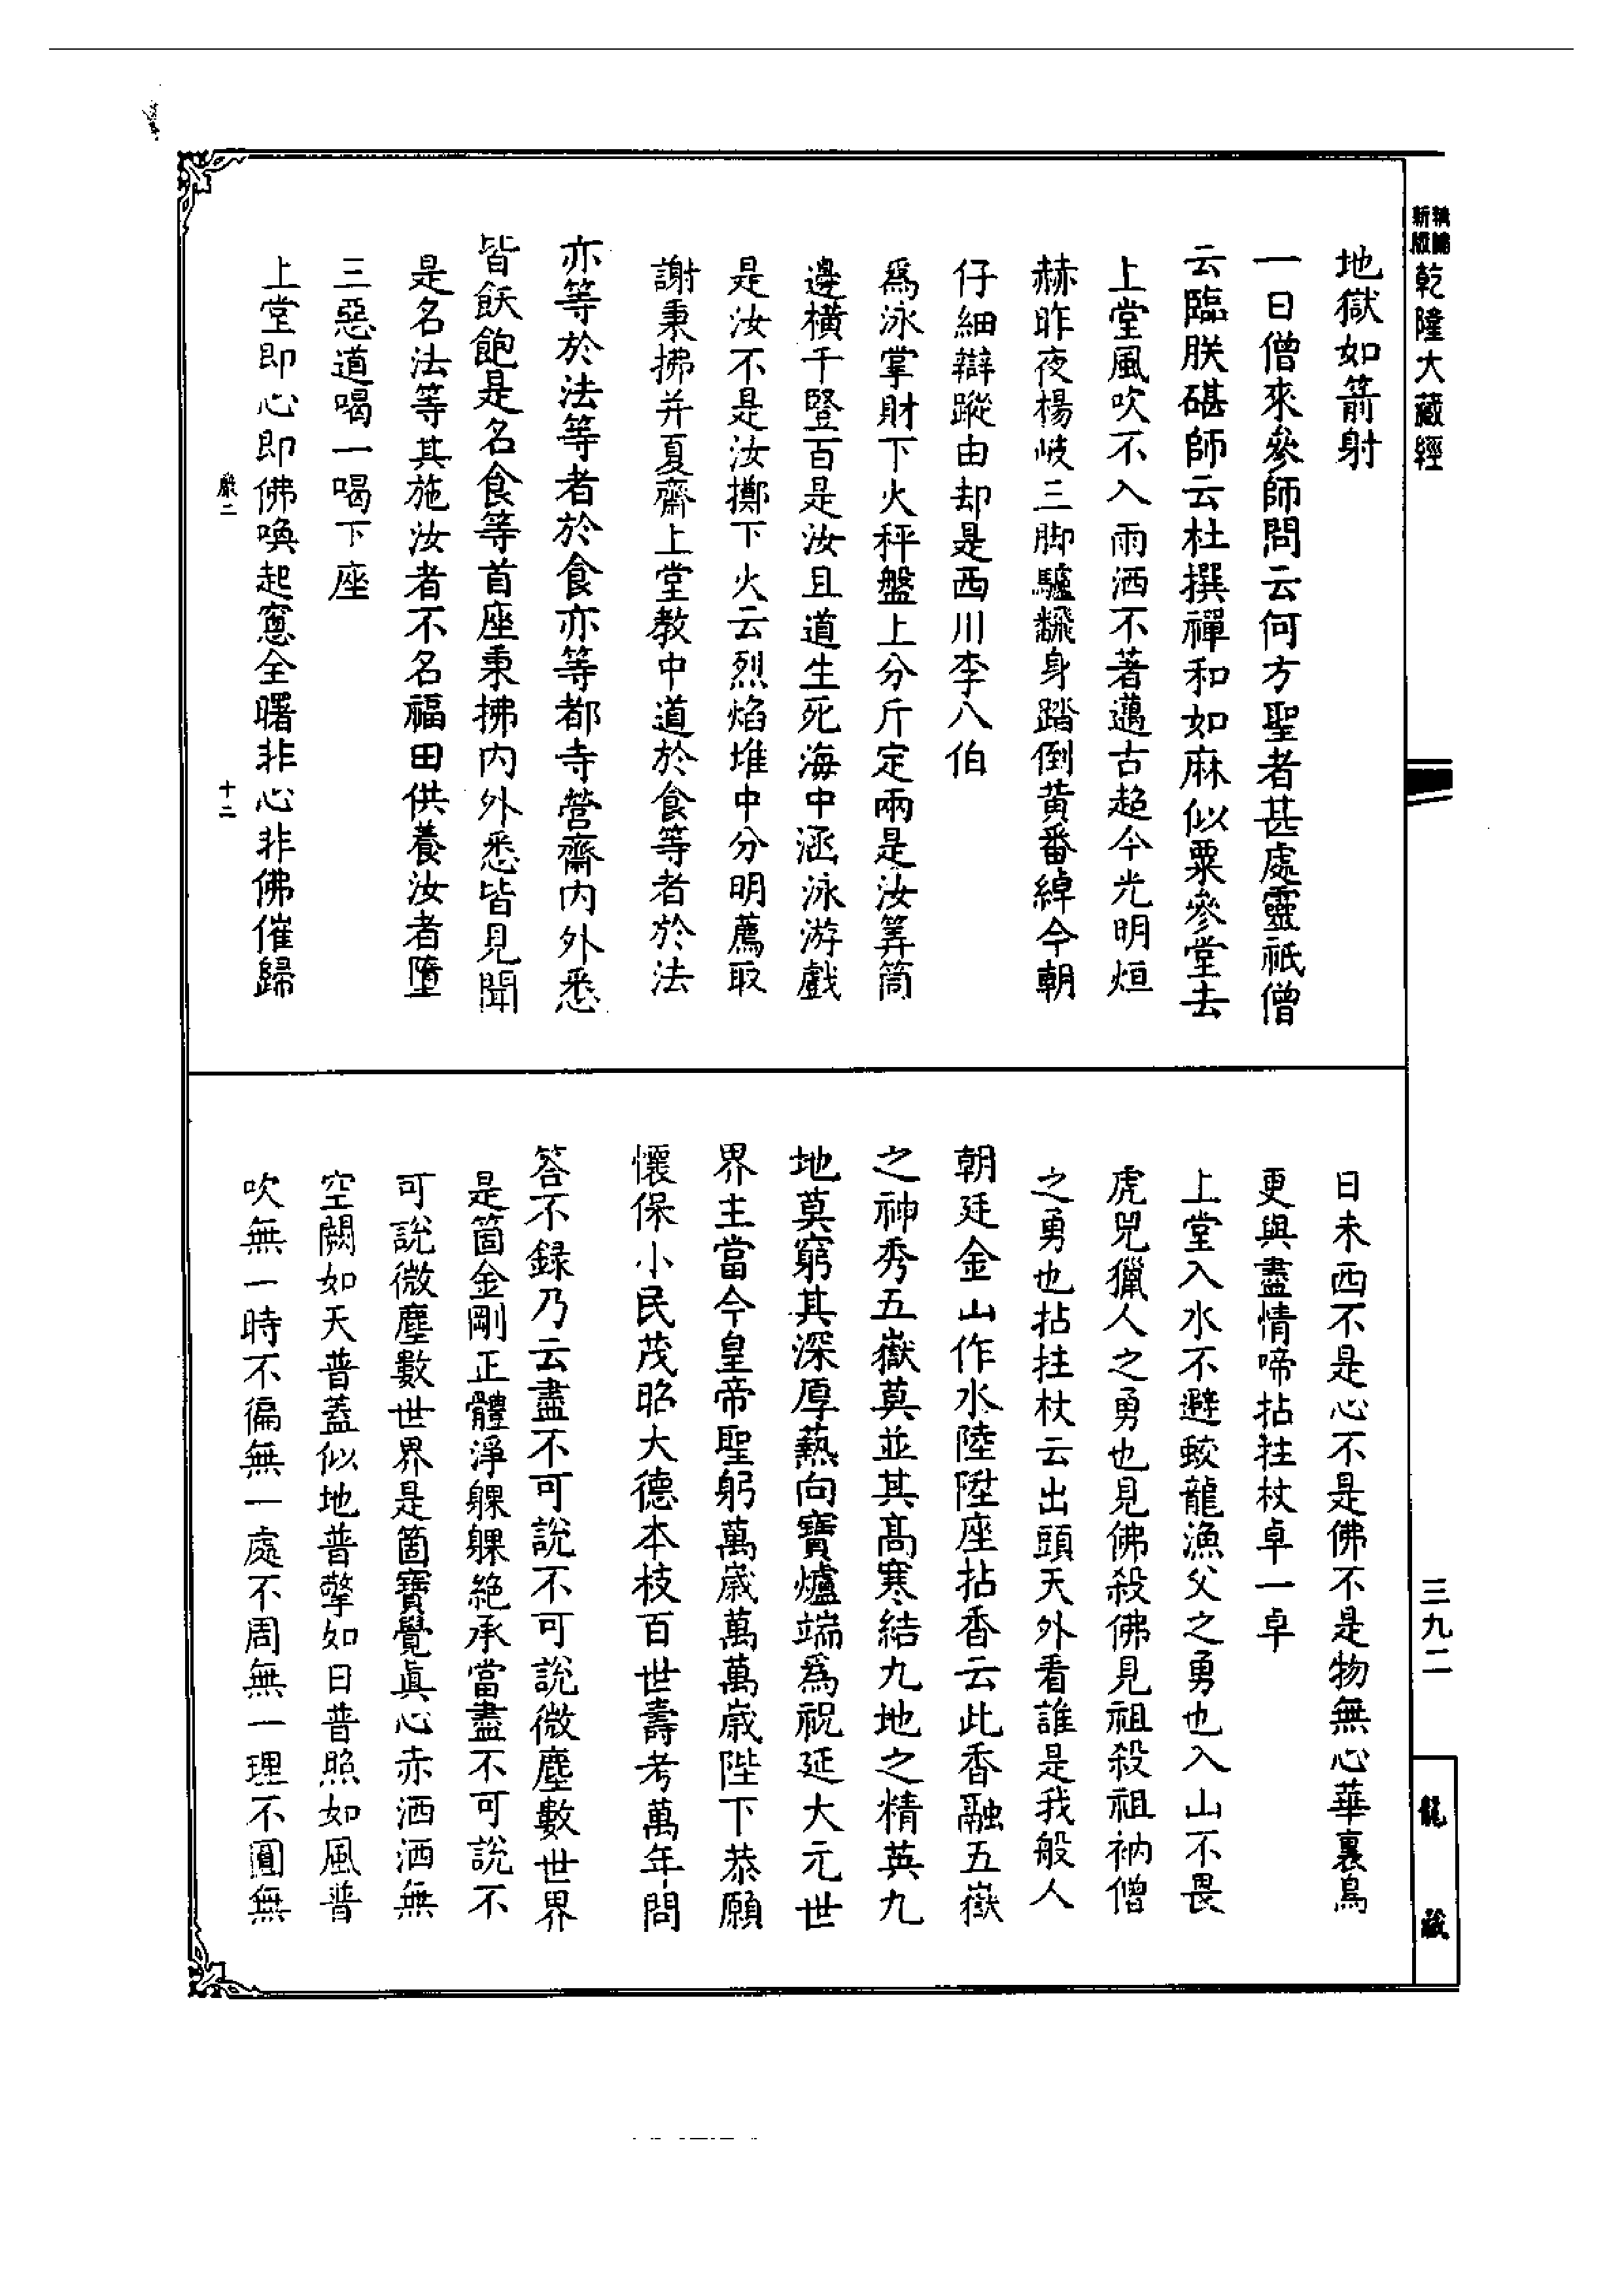 新版
精編
乾隆大藏經
地獄如箭射
一日僧來參師問云何方聖者甚處靈祇僧
云臨朕碪師云杜撰禪和如麻似粟參堂去
上堂風吹不入雨洒不著邁古超今光明烜
赫昨夜楊岐三脚驢飜身踏倒黃番綽今朝
仔細辯蹤由却是西川李八伯
爲泳掌財下火秤盤上分斤定兩是汝筭筒
邊橫千豎百是汝且道生死海中涵泳游戲
是汝不是汝擲下火云烈焰堆中分明薦取
謝秉拂并夏齋上堂教中道於食等者於法
亦等於法等者於食亦等都寺營齋內外悉
皆飫飽是名食等首座秉拂內外悉皆見聞
是名法等其施汝者不名福田供養汝者墮
三惡道喝一喝下座
上堂即心即佛喚起窻全曙非心非佛催歸
嚴二
十二
日未西不是心不是佛不是物無心華裏鳥
更與盡情啼拈拄杖卓一卓
上堂入水不避蛟龍漁父之勇也入山不畏
虎兕獵人之勇也見佛殺佛見祖殺祖衲僧
之勇也拈拄杖云出頭天外看誰是我般人
朝廷金山作水陸陞座拈香云此香融五嶽
之神秀五嶽莫並其高寒結九地之精英九
地莫窮其深厚爇向寶爐端爲祝延大元世
界主當今皇帝聖躬萬歲萬萬歲陛下恭願
懷保小民茂昭大德本枝百世壽考萬年問
答不録乃云盡不可說不可說微塵數世界
是箇金剛正體淨躶躶絕承當盡不可說不
可說微塵數世界是箇寶覺眞心赤洒洒無
空闕如天普蓋似地普擎如日普照如風普
吹無一時不徧無一處不周無一理不圓無
三九二
龍藏